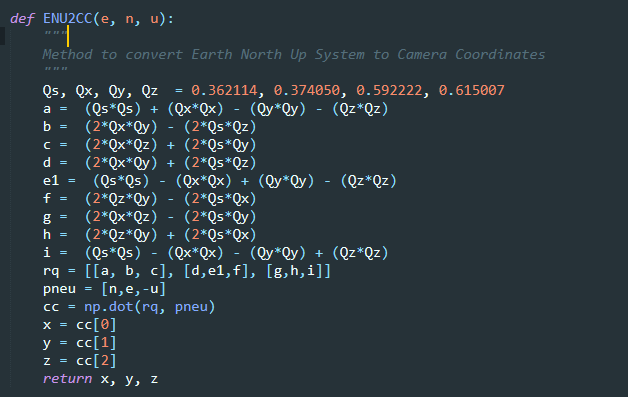 def ENU2CC(e, n, u):
    """
    Method to convert Earth North Up System to Camera Coordinates
    """
    Qs, Qx, Qy, Qz  = 0.362114, 0.374050, 0.592222, 0.615007
    a =  (Qs*Qs) + (Qx*Qx) - (Qy*Qy) - (Qz*Qz)
    b =  (2*Qx*Qy) - (2*Qs*Qz)
    c =  (2*Qx*Qz) + (2*Qs*Qy)
    d =  (2*Qx*Qy) + (2*Qs*Qz)
    e1 =  (Qs*Qs) - (Qx*Qx) + (Qy*Qy) - (Qz*Qz)
    f =  (2*Qz*Qy) - (2*Qs*Qx)
    g =  (2*Qx*Qz) - (2*Qs*Qy)
    h =  (2*Qz*Qy) + (2*Qs*Qx)
    i =  (Qs*Qs) - (Qx*Qx) - (Qy*Qy) + (Qz*Qz)
    rq = [[a, b, c], [d,e1,f], [g,h,i]]
    pneu = [n,e,-u]
    cc = np.dot(rq, pneu)
    x = cc[0]
    y = cc[1]
    z = cc[2]
    return x, y, z